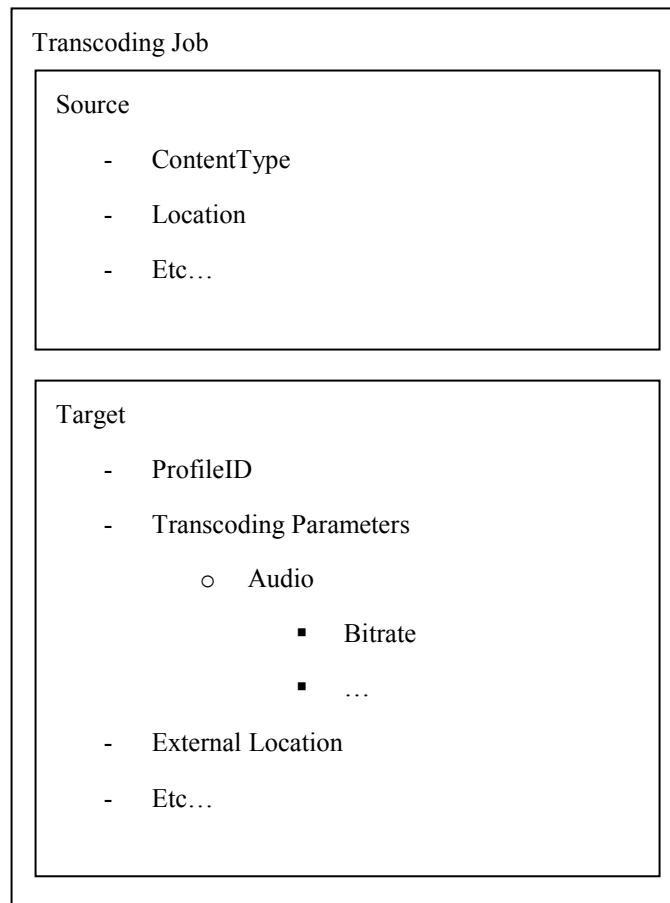 Transcoding Job
Source
- ContentType
- Location
- Etc…
Target
- ProfileID
- Transcoding Parameters
o Audio
▪ Bitrate
▪ …
- External Location
- Etc…